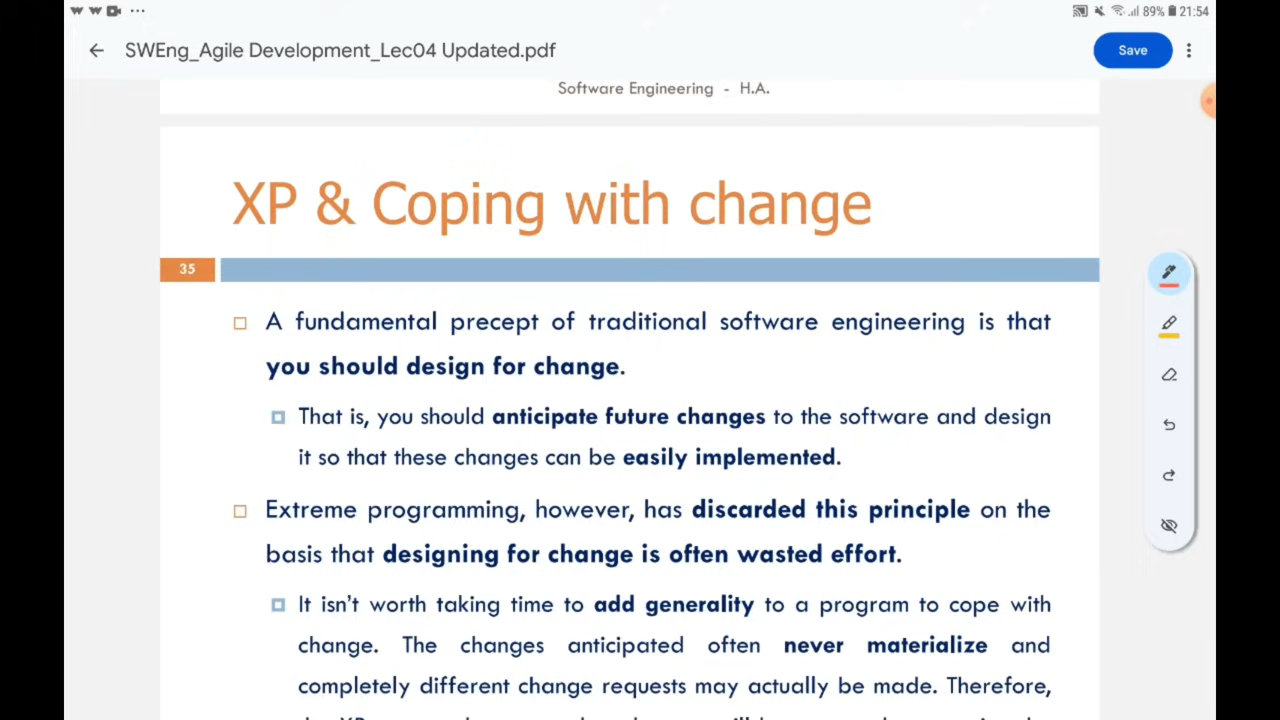 89% 21:54
SWEng_Agile Development_Lec04 Updated.pdf
Save
Software Engineering - H.A.
XP & Coping with change
35
A fundamental precept of traditional software engineering is that
you should design for change.
That is, you should anticipate future changes to the software and design
it so that these changes can be easily implemented.
Extreme programming, however, has discarded this principle on the
basis that designing for change is often wasted effort.
It isn't worth taking time to add generality to a program to cope with
change. The changes anticipated often never materialize and
completely different change requests may actually be made. Therefore,